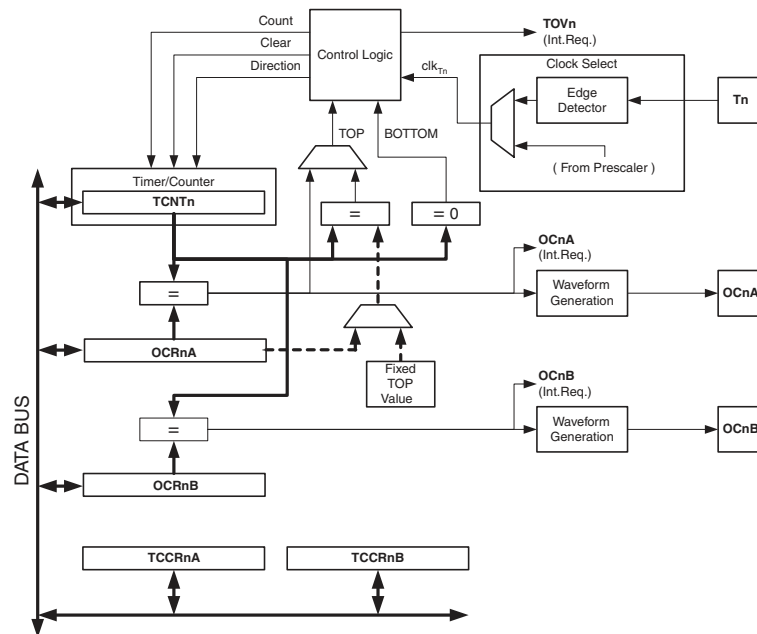 Count
Clear
Direction
Control Logic
TOVn
(Int.Req.)
clkTn
Clock Select
Edge
Detector
Tn
( From Prescaler )
TOP
BOTTOM
Timer/Counter
TCNTn
=
= 0
OCnA
(Int.Req.)
=
Waveform
Generation
OCnA
OCRnA
Fixed
TOP
Value
OCnB
(Int.Req.)
=
Waveform
Generation
OCnB
OCRnB
DATA BUS
TCCRnA
TCCRnB